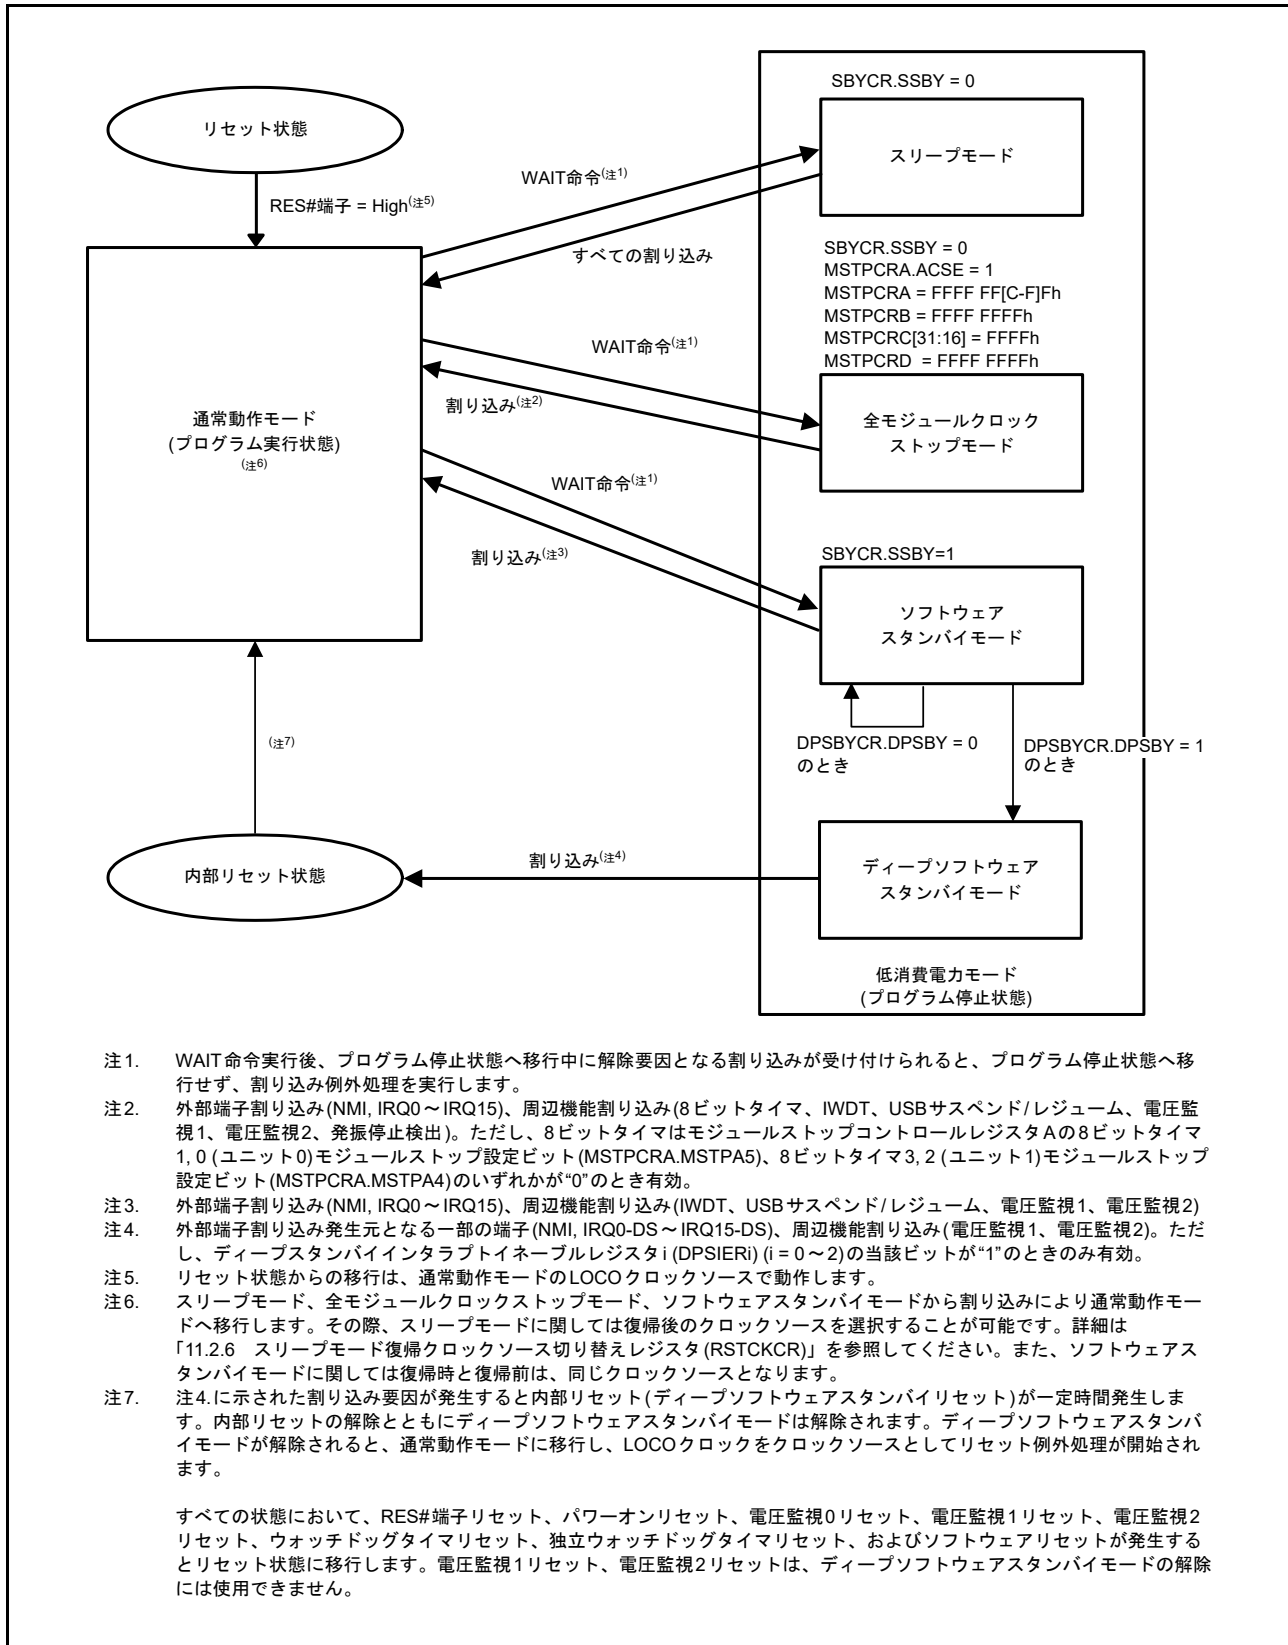 SBYCR.SSBY = 0
リセット状態
スリープモード
WAIT命令(注1)
RES#端子 = High(注5)
すべての割り込み
SBYCR.SSBY = 0
MSTPCRA.ACSE = 1
MSTPCRA = FFFF FF[C-F]Fh
MSTPCRB = FFFF FFFFh
MSTPCRC[31:16] = FFFFh
MSTPCRD = FFFF FFFFh
WAIT命令(注1)
割り込み(注2)
全モジュールクロック
ストップモード
通常動作モード
(プログラム実行状態)
(注6)
WAIT命令(注1)
割り込み(注3)
SBYCR.SSBY=1
ソフトウェア
スタンバイモード
(注7)
DPSBYCR.DPSBY = 0
のとき
DPSBYCR.DPSBY = 1
のとき
割り込み(注4)
内部リセット状態
ディープソフトウェア
スタンバイモード
低消費電力モード
(プログラム停止状態)
注1. WAIT命令実行後、プログラム停止状態へ移行中に解除要因となる割り込みが受け付けられると、プログラム停止状態へ移
行せず、割り込み例外処理を実行します。
注2. 外部端子割り込み(NMI, IRQ0～IRQ15)、周辺機能割り込み(8ビットタイマ、IWDT、USBサスペンド/レジューム、電圧監
視1、電圧監視2、発振停止検出)。ただし、8ビットタイマはモジュールストップコントロールレジスタAの8ビットタイマ
1, 0 (ユニット0)モジュールストップ設定ビット(MSTPCRA.MSTPA5)、8ビットタイマ3, 2 (ユニット1)モジュールストップ
設定ビット(MSTPCRA.MSTPA4)のいずれかが“0”のとき有効。
注3. 外部端子割り込み(NMI, IRQ0～IRQ15)、周辺機能割り込み(IWDT、USBサスペンド/レジューム、電圧監視1、電圧監視2)
注4. 外部端子割り込み発生元となる一部の端子(NMI, IRQ0-DS～IRQ15-DS)、周辺機能割り込み(電圧監視1、電圧監視2)。ただ
し、ディープスタンバイインタラプトイネーブルレジスタi (DPSIERi) (i = 0～2)の当該ビットが“1”のときのみ有効。
注5. リセット状態からの移行は、通常動作モードのLOCOクロックソースで動作します。
注6. スリープモード、全モジュールクロックストップモード、ソフトウェアスタンバイモードから割り込みにより通常動作モー
ドへ移行します。その際、スリープモードに関しては復帰後のクロックソースを選択することが可能です。詳細は
「11.2.6 スリープモード復帰クロックソース切り替えレジスタ(RSTCKCR)」を参照してください。また、ソフトウェアス
タンバイモードに関しては復帰時と復帰前は、同じクロックソースとなります。
注7. 注4.に示された割り込み要因が発生すると内部リセット(ディープソフトウェアスタンバイリセット)が一定時間発生しま
す。内部リセットの解除とともにディープソフトウェアスタンバイモードは解除されます。ディープソフトウェアスタンバ
イモードが解除されると、通常動作モードに移行し、LOCOクロックをクロックソースとしてリセット例外処理が開始され
ます。
すべての状態において、RES#端子リセット、パワーオンリセット、電圧監視0リセット、電圧監視1リセット、電圧監視2
リセット、ウォッチドッグタイマリセット、独立ウォッチドッグタイマリセット、およびソフトウェアリセットが発生する
とリセット状態に移行します。電圧監視1リセット、電圧監視2リセットは、ディープソフトウェアスタンバイモードの解除
には使用できません。